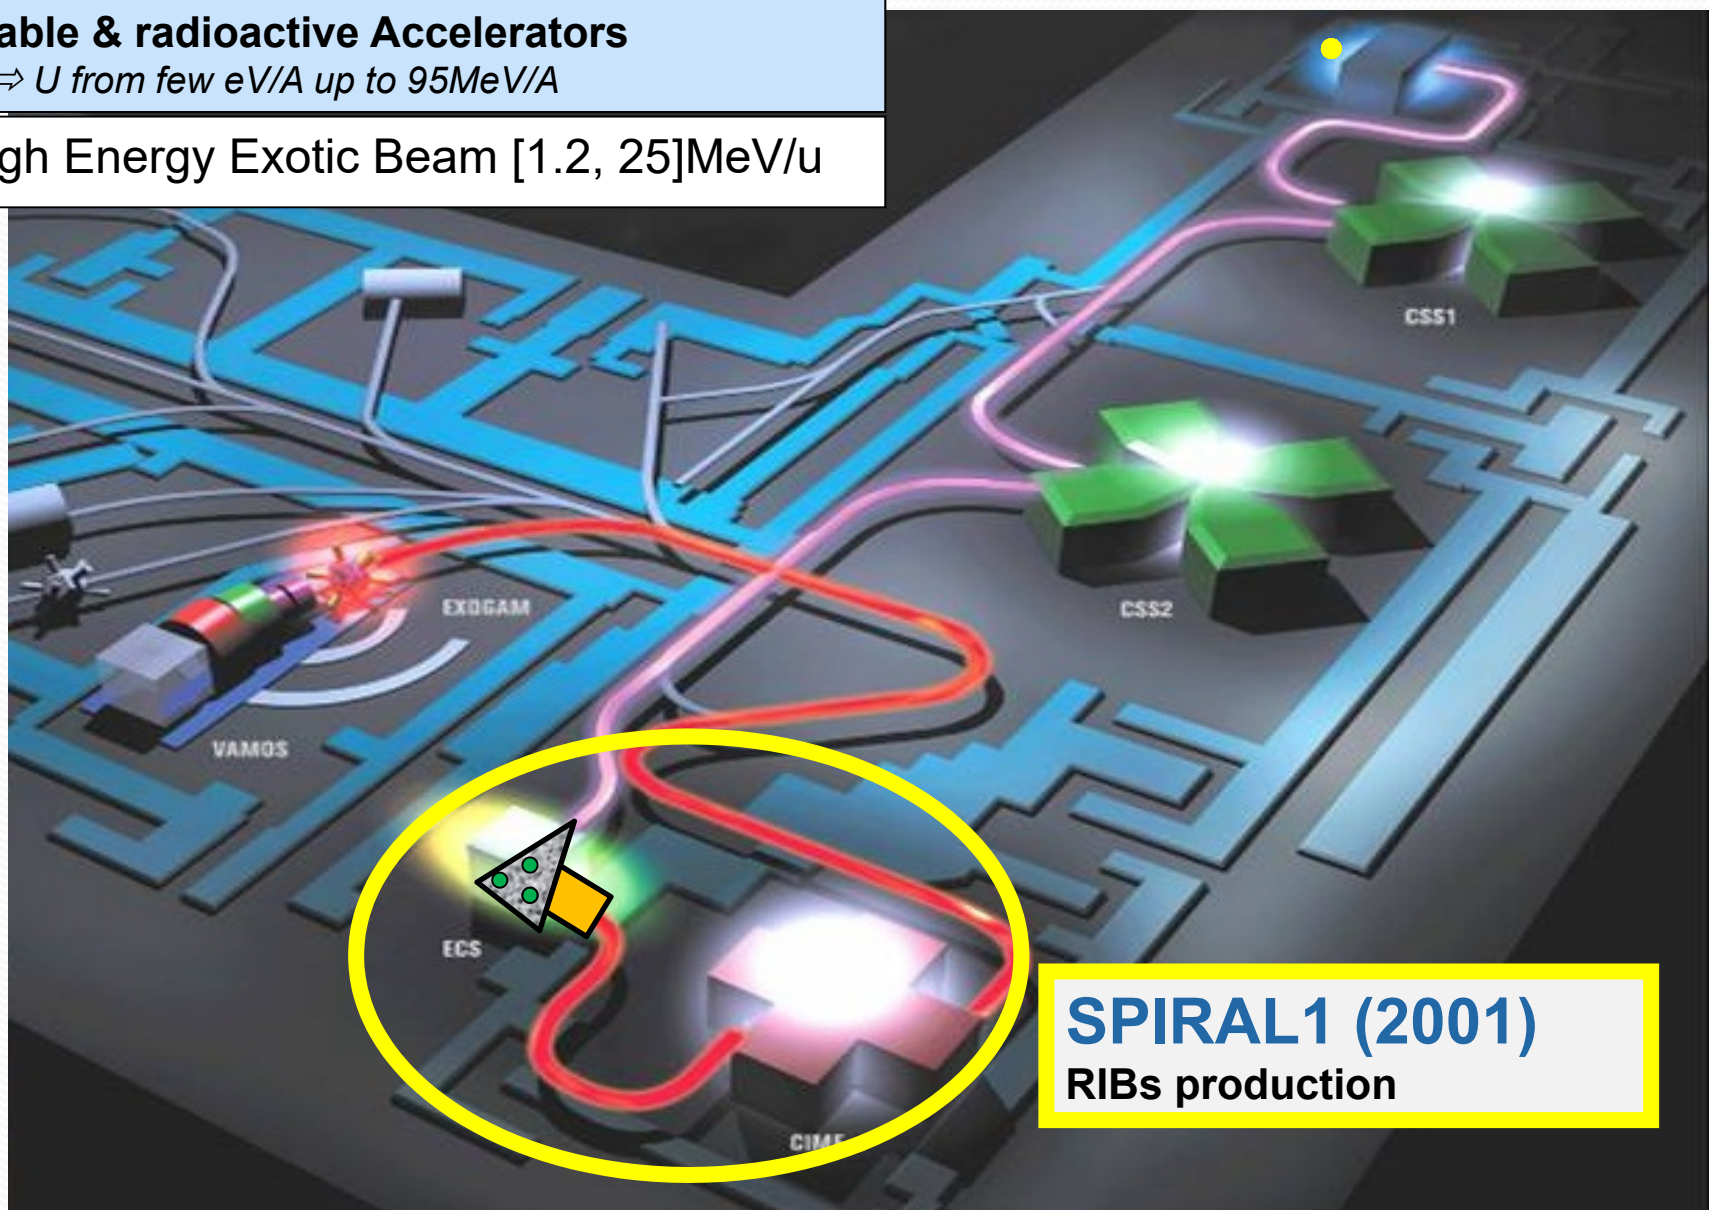 able & radioactive Accelerators
⇨ U from few eV/A up to 95MeV/A
gh Energy Exotic Beam [1.2, 25]MeV/u
CSS1
CSS2
EXOGAM
VAMOS
ECS
CIME
SPIRAL1 (2001)
RIBs production